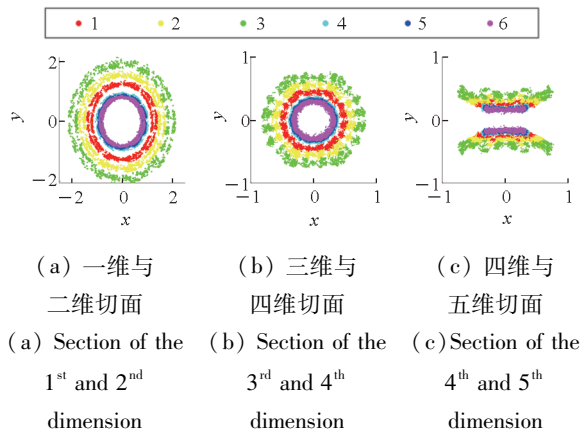 1 2 3 4 5 6
2
0
−2
y
−2 0 2
x
1
0
−1
y
−1 0 1
x
1
0
−1
y
−1 0 1
x
(a) 一维与
二维切面
(a) Section of the
1st and 2nd
dimension
(b) 三维与
四维切面
(b) Section of the
3rd and 4th
dimension
(c) 四维与
五维切面
(c)Section of the
4th and 5th
dimension